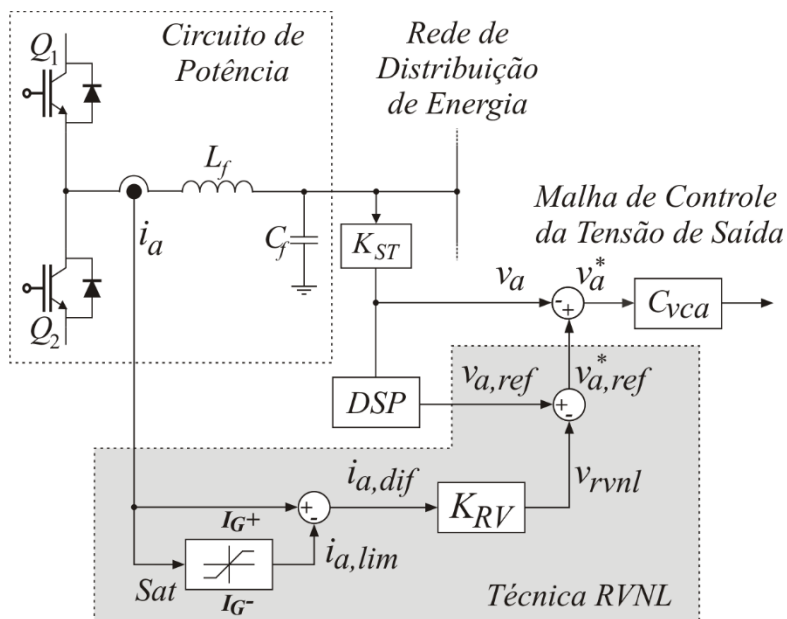 Circuito de
Potência
Rede de
Distribuição
de Energia
Q1
Lf
ia
Cf
KST
Malha de Controle
da Tensão de Saída
va
va*
-
+
Cvca
Q2
DSP
va,ref
va,ref*
+
-
ia,dif
vrvnl
KRV
IG+
+
-
ia,lim
Sat
IG-
Técnica RVNL